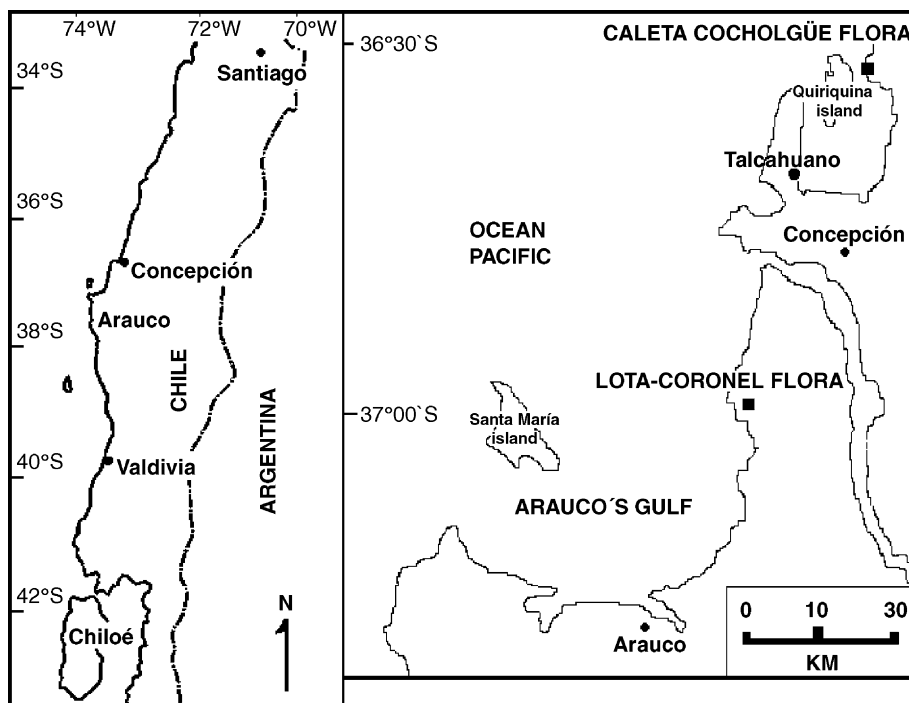 74°W 72°W 70°W
34°S
Santiago
36°S
Concepción
Arauco
38°S
CHILE
ARGENTINA
40°S
Valdivia
42°S
Chiloé
N
36°30`S
CALETA COCHOLGÜE FLORA
Quiriquina
island
Talcahuano
OCEAN
PACIFIC
Concepción
LOTA-CORONEL FLORA
37°00`S
Santa María
island
ARAUCO´S GULF
Arauco
0 10 30
KM